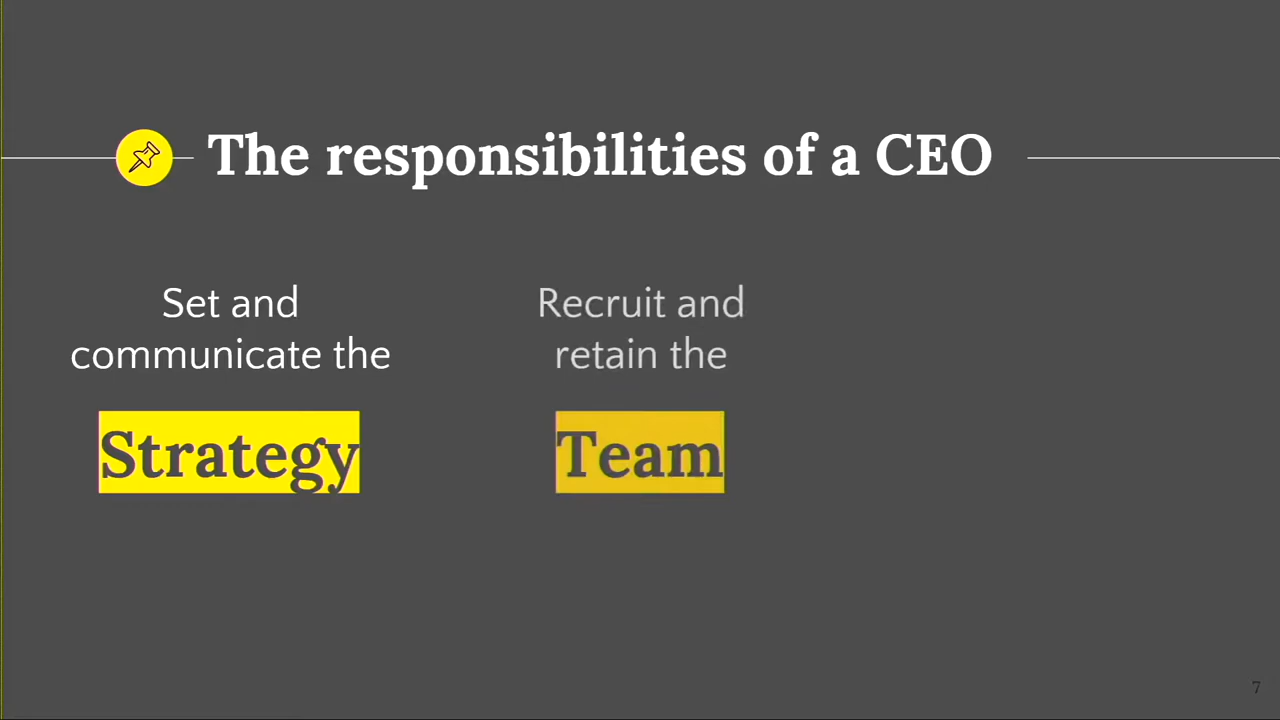 The responsibilities of a CEO
Set and
communicate the
Strategy
Recruit and
retain the
Team
7